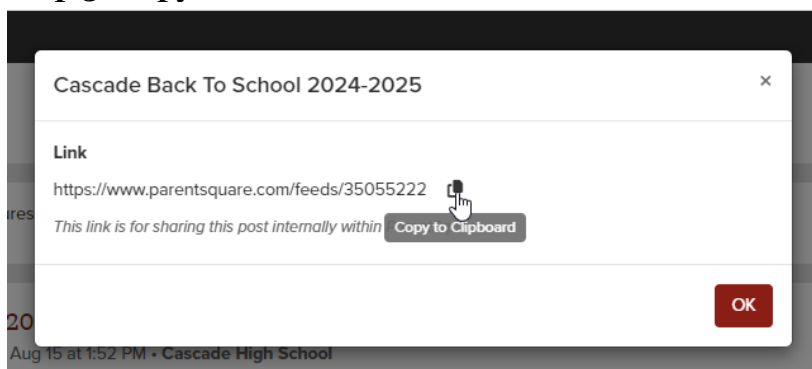 Cascade Back To School 2024-2025 ×
Link
https://www.parentsquare.com/feeds/35055222
This link is for sharing this post internally within
Copy to Clipboard
OK
20
Aug 15 at 1:52 PM • Cascade High School